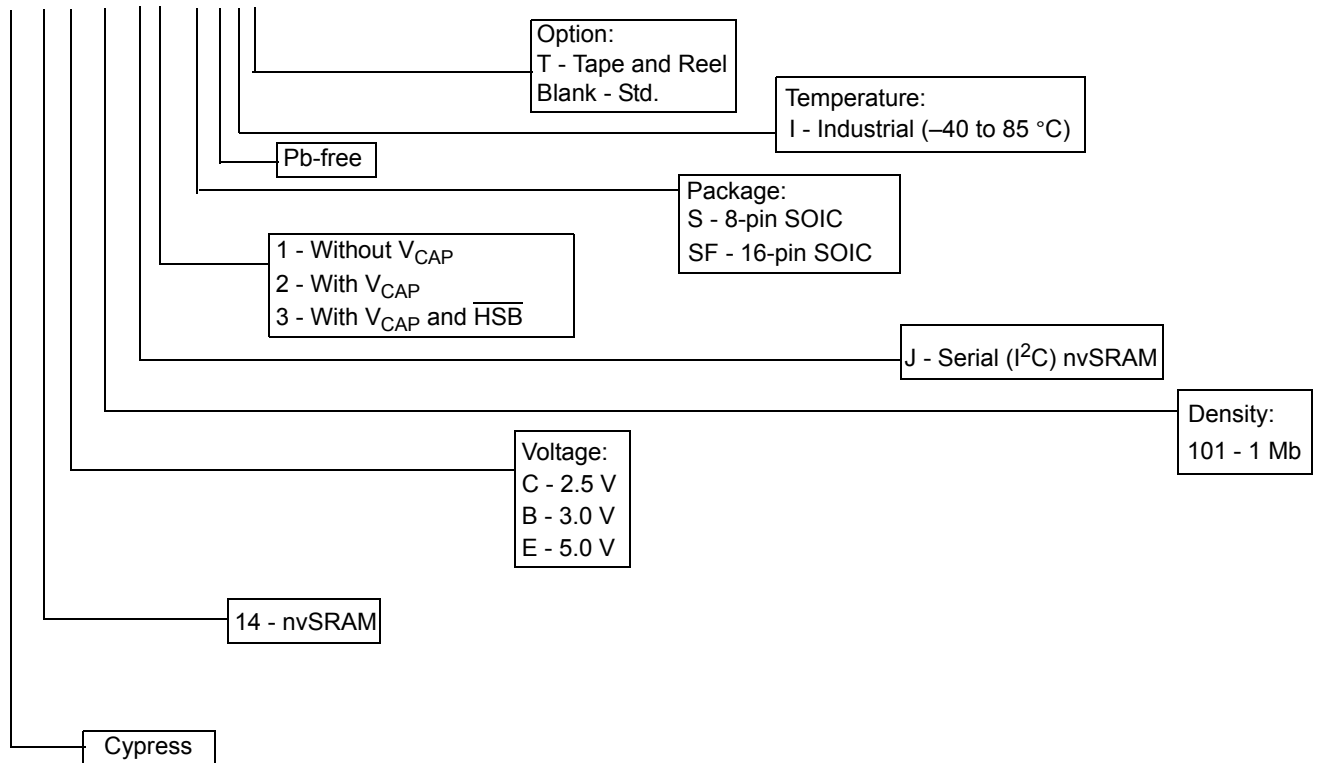 Option:
T - Tape and Reel
Blank - Std.
Temperature:
I - Industrial (–40 to 85 °C)
Pb-free
Package:
S - 8-pin SOIC
SF - 16-pin SOIC
1 - Without VCAP
2 - With VCAP
3 - With VCAP and HSB
J - Serial (I2C) nvSRAM
Density:
101 - 1 Mb
Voltage:
C - 2.5 V
B - 3.0 V
E - 5.0 V
14 - nvSRAM
Cypress